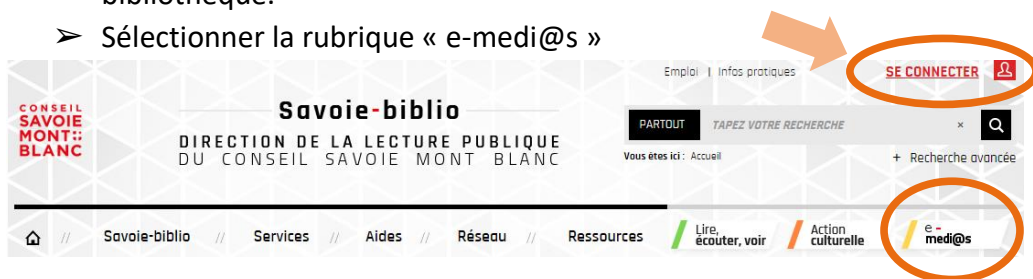 bibliothèque.
➢ Sélectionner la rubrique « e-medi@s »
Emploi | Infos pratiques
SE CONNECTER
CONSEIL
SAVOIE
MONT::
BLANC
Savoie-biblio
DIRECTION DE LA LECTURE PUBLIQUE
DU CONSEIL SAVOIE MONT BLANC
PARTOUT TAPEZ VOTRE RECHERCHE ×
Vous êtes ici : Accueil
+ Recherche avancée
// Savoie-biblio // Services // Aides // Réseau // Ressources
Lire,
écouter, voir
Action
culturelle
e -
medi@s